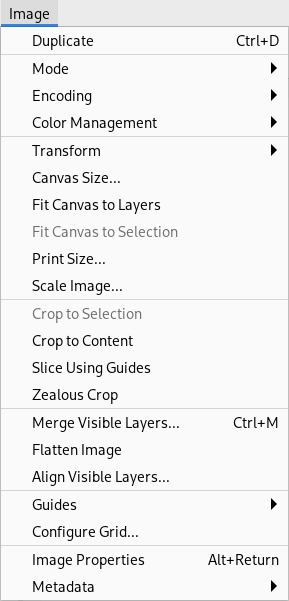 Image
Duplicate Ctrl+D
Mode
Encoding
Color Management
Transform
Canvas Size...
Fit Canvas to Layers
Fit Canvas to Selection
Print Size...
Scale Image...
Crop to Selection
Crop to Content
Slice Using Guides
Zealous Crop
Merge Visible Layers... Ctrl+M
Flatten Image
Align Visible Layers...
Guides
Configure Grid...
Image Properties Alt+Return
Metadata